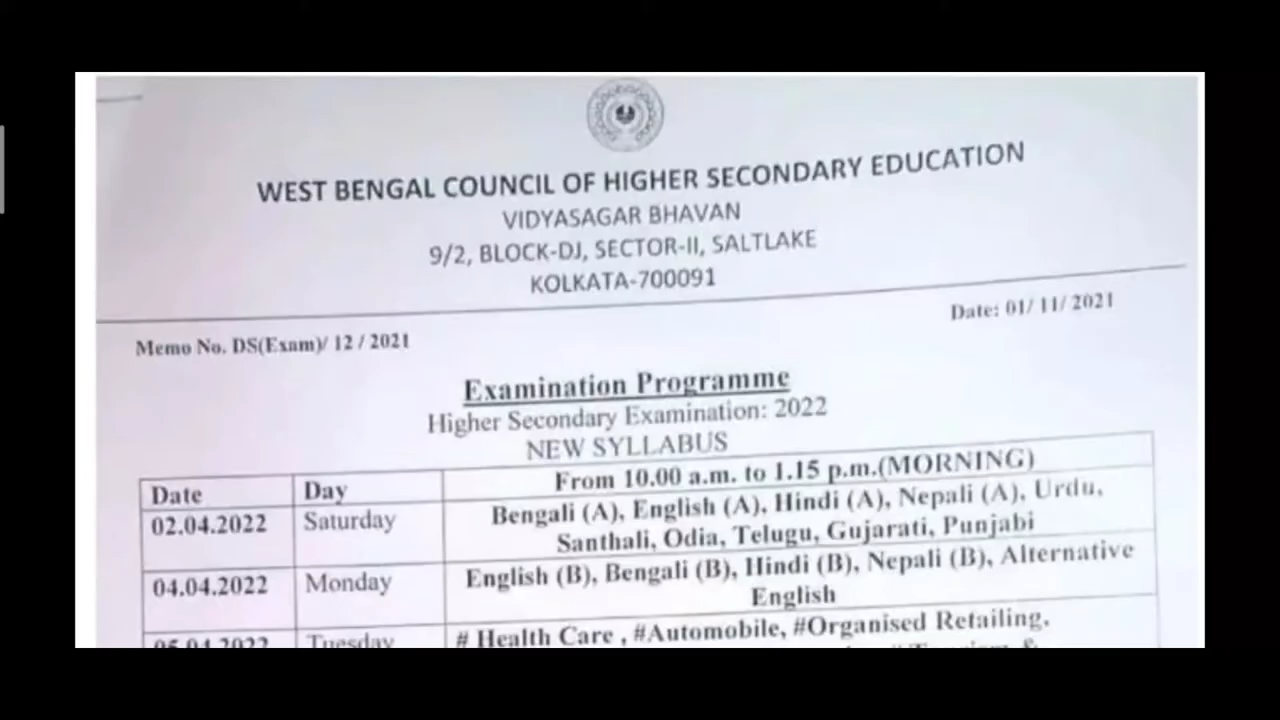 WEST BENGAL COUNCIL OF HIGHER SECONDARY EDUCATION
VIDYASAGAR BHAVAN
9/2, BLOCK-DJ, SECTOR-II, SALTLAKE
KOLKATA-700091
Date: 01/ 11/ 2021
Memo No. DS(Exam)/ 12 / 2021
Examination Programme
Higher Secondary Examination: 2022
NEW SYLLABUS
Date Day From 10.00 a.m. to 1.15 p.m.(MORNING)
02.04.2022 Saturday Bengali (A), English (A), Hindi (A), Nepali (A), Urdu,
Santhali, Odia, Telugu, Gujarati, Punjabi
04.04.2022 Monday English (B), Bengali (B), Hindi (B), Nepali (B), Alternative
English
05.04.2022 Tuesday # Health Care , #Automobile, #Organised Retailing,